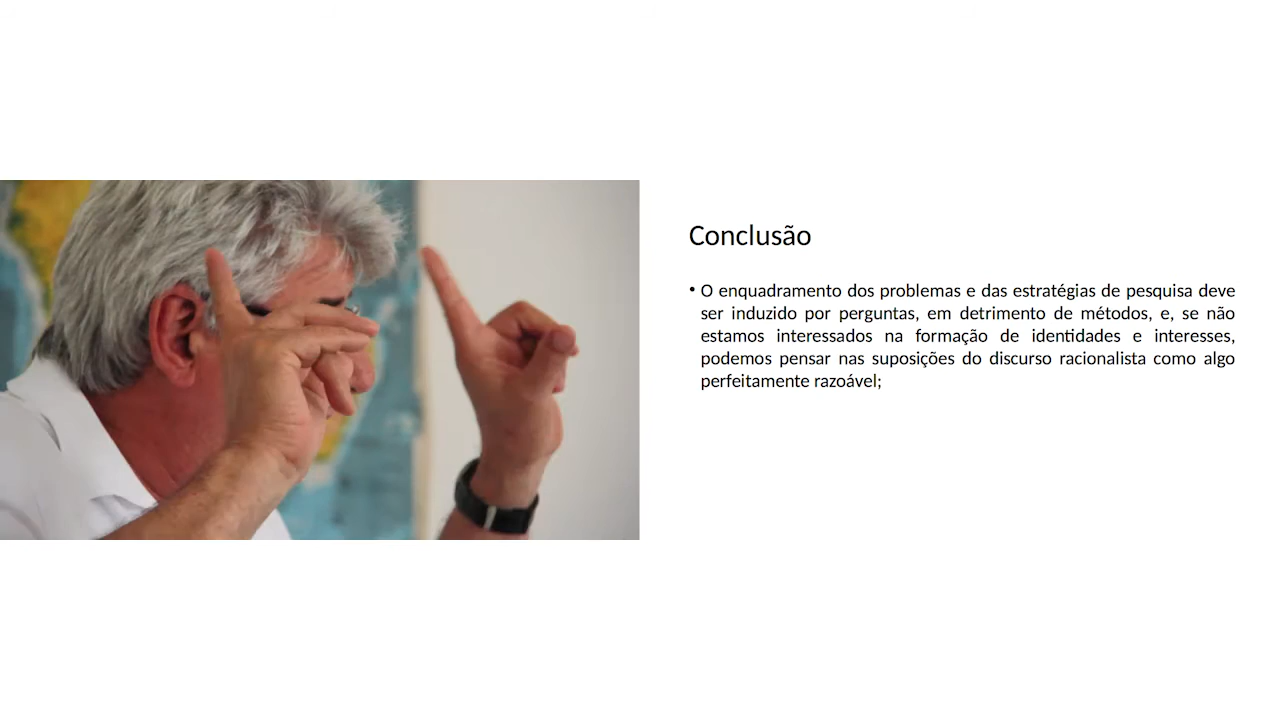 Conclusão
• O enquadramento dos problemas e das estratégias de pesquisa deve
ser induzido por perguntas, em detrimento de métodos, e, se não
estamos interessados na formação de identidades e interesses,
podemos pensar nas suposições do discurso racionalista como algo
perfeitamente razoável;